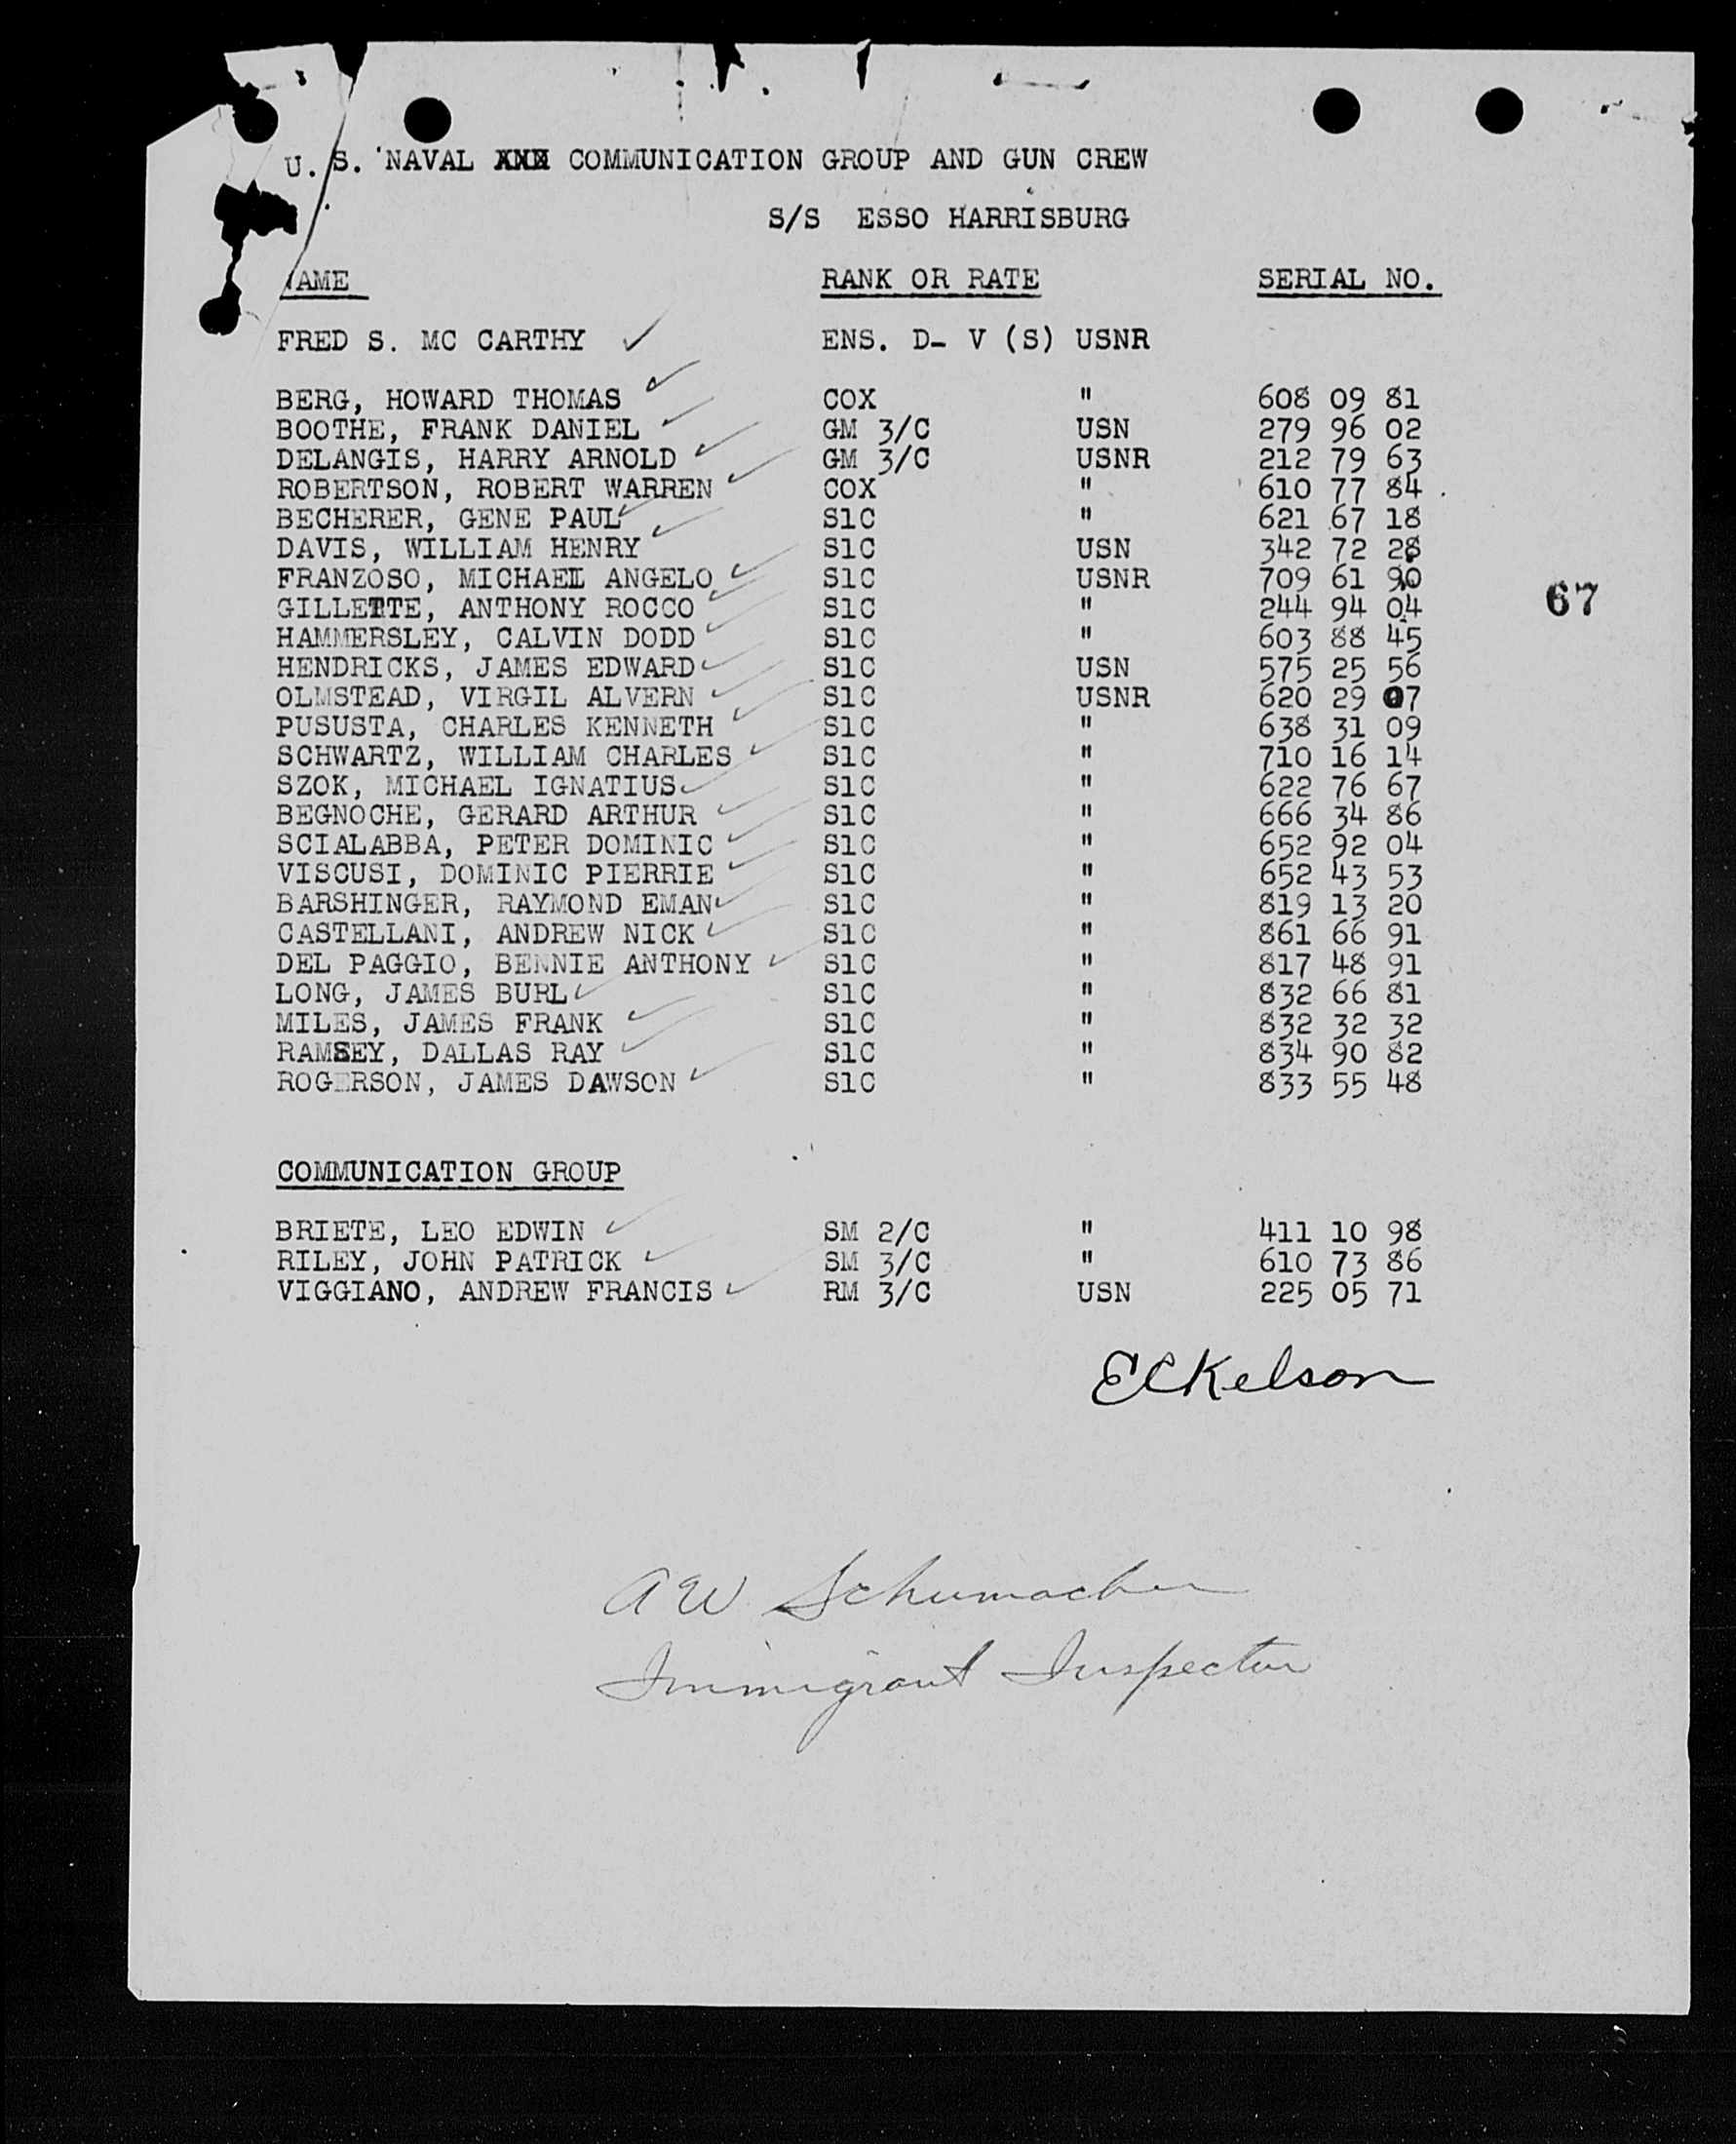 U. S. NAVAL XXX COMMUNICATION GROUP AND GUN CREW
S/S ESSO HARRISBURG
NAME RANK OR RATE SERIAL NO.
FRED S. MC CARTHY ✓ ENS. D- V (S) USNR
BERG, HOWARD THOMAS ✓ COX " 608 09 81
BOOTHE, FRANK DANIEL ✓ GM 3/C USN 279 96 02
DELANGIS, HARRY ARNOLD ✓ GM 3/C USNR 212 79 63
ROBERTSON, ROBERT WARREN ✓ COX " 610 77 84
BECHERER, GENE PAUL ✓ S1C " 621 67 18
DAVIS, WILLIAM HENRY ✓ S1C USN 342 72 28
FRANZOSO, MICHAEL ANGELO ✓ S1C USNR 709 61 90
GILLETTE, ANTHONY ROCCO ✓ S1C " 244 94 04
HAMMERSLEY, CALVIN DODD ✓ S1C " 603 88 45
HENDRICKS, JAMES EDWARD ✓ S1C USN 575 25 56
OLMSTEAD, VIRGIL ALVERN ✓ S1C USNR 620 29 07
PUSUSTA, CHARLES KENNETH ✓ S1C " 638 31 09
SCHWARTZ, WILLIAM CHARLES ✓ S1C " 710 16 14
SZOK, MICHAEL IGNATIUS ✓ S1C " 622 76 67
BEGNOCHE, GERARD ARTHUR ✓ S1C " 666 34 86
SCIALABBA, PETER DOMINIC ✓ S1C " 652 92 04
VISCUSI, DOMINIC PIERRIE ✓ S1C " 652 43 53
BARSHINGER, RAYMOND EMAN ✓ S1C " 819 13 20
CASTELLANI, ANDREW NICK ✓ S1C " 861 66 91
DEL PAGGIO, BENNIE ANTHONY ✓ S1C " 817 48 91
LONG, JAMES BURL ✓ S1C " 832 66 81
MILES, JAMES FRANK ✓ S1C " 832 32 32
RAMSEY, DALLAS RAY ✓ S1C " 834 90 82
ROGERSON, JAMES DAWSON ✓ S1C " 833 55 48
67
COMMUNICATION GROUP
BRIETE, LEO EDWIN ✓ SM 2/C " 411 10 98
RILEY, JOHN PATRICK ✓ SM 3/C " 610 73 86
VIGGIANO, ANDREW FRANCIS ✓ RM 3/C USN 225 05 71
ECKelson
A W Schumacher
Immigrant Inspector